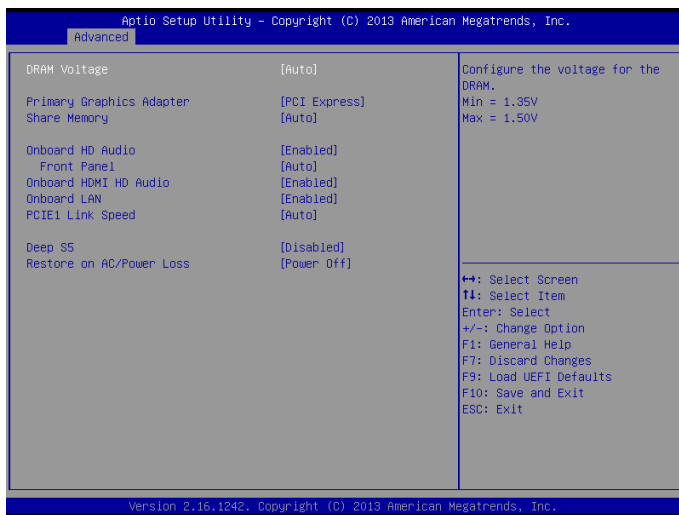 Aptio Setup Utility – Copyright (C) 2013 American Megatrends, Inc.
Advanced
DRAM Voltage [Auto]
Primary Graphics Adapter [PCI Express]
Share Memory [Auto]
Onboard HD Audio [Enabled]
Front Panel [Auto]
Onboard HDMI HD Audio [Enabled]
Onboard LAN [Enabled]
PCIE1 Link Speed [Auto]
Deep S5 [Disabled]
Restore on AC/Power Loss [Power Off]
Configure the voltage for the
DRAM.
Min = 1.35V
Max = 1.50V
↔: Select Screen
↑↓: Select Item
Enter: Select
+/-: Change Option
F1: General Help
F7: Discard Changes
F9: Load UEFI Defaults
F10: Save and Exit
ESC: Exit
Version 2.16.1242. Copyright (C) 2013 American Megatrends, Inc.